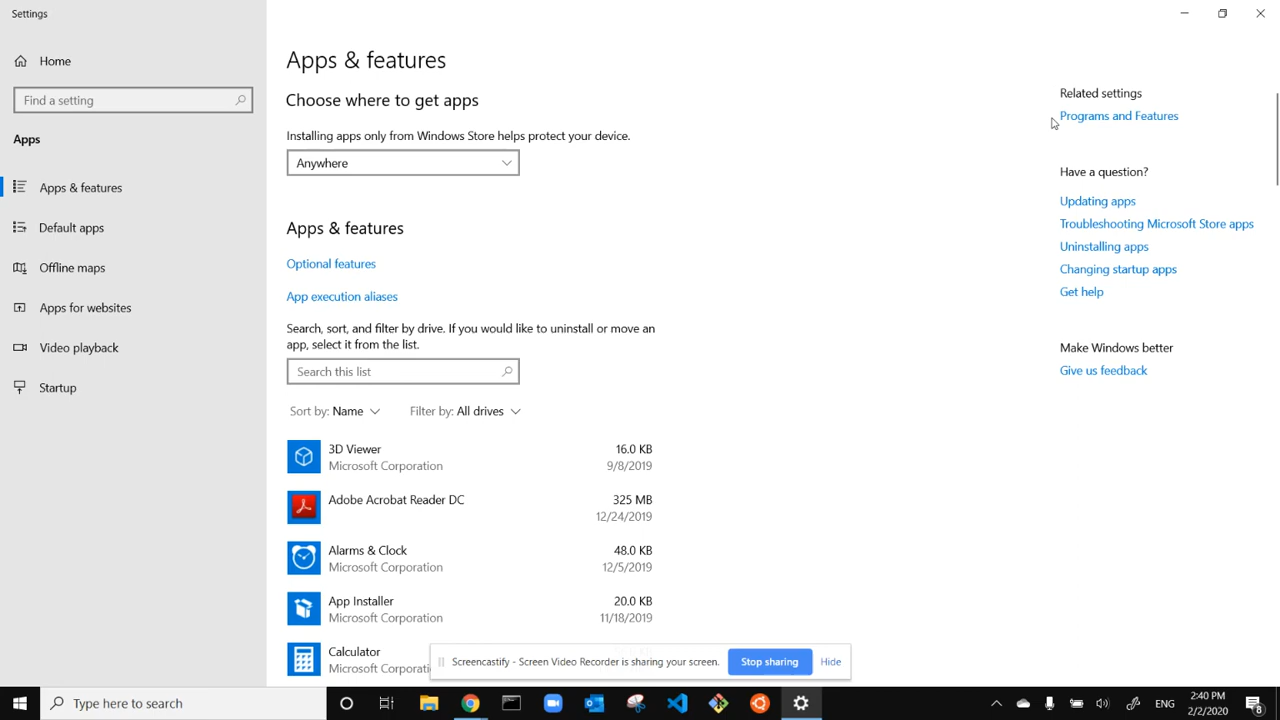 Settings
Home
Find a setting
Apps
Apps & features
Default apps
Offline maps
Apps for websites
Video playback
Startup
Apps & features
Choose where to get apps
Installing apps only from Windows Store helps protect your device.
Anywhere
Apps & features
Optional features
App execution aliases
Search, sort, and filter by drive. If you would like to uninstall or move an
app, select it from the list.
Search this list
Sort by: Name
Filter by: All drives
3D Viewer 16.0 KB
Microsoft Corporation 9/8/2019
Adobe Acrobat Reader DC 325 MB
12/24/2019
Alarms & Clock 48.0 KB
Microsoft Corporation 12/5/2019
App Installer 20.0 KB
Microsoft Corporation 11/18/2019
Calculator
Microsoft Corporati
Related settings
Programs and Features
Have a question?
Updating apps
Troubleshooting Microsoft Store apps
Uninstalling apps
Changing startup apps
Get help
Make Windows better
Give us feedback
Screencastify - Screen Video Recorder is sharing your screen.
Stop sharing
Hide
Type here to search
ENG
2:40 PM
2/2/2020
8